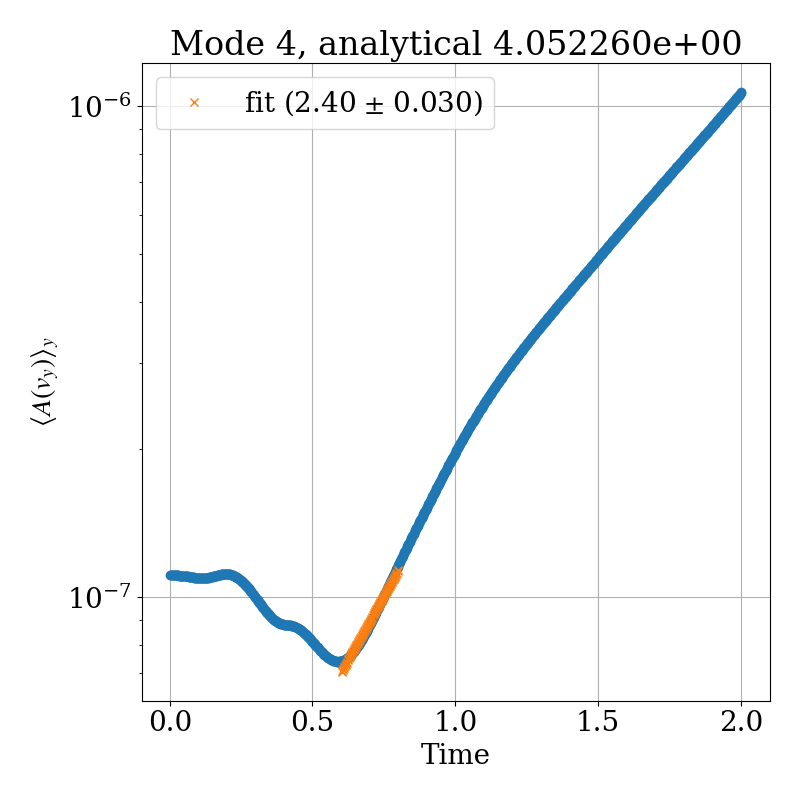 Mode 4, analytical 4.052260e+00
fit (2.40 ± 0.030)
10⁻⁶
10⁻⁷
⟨A(v_y)⟩_y
0.0 0.5 1.0 1.5 2.0
Time